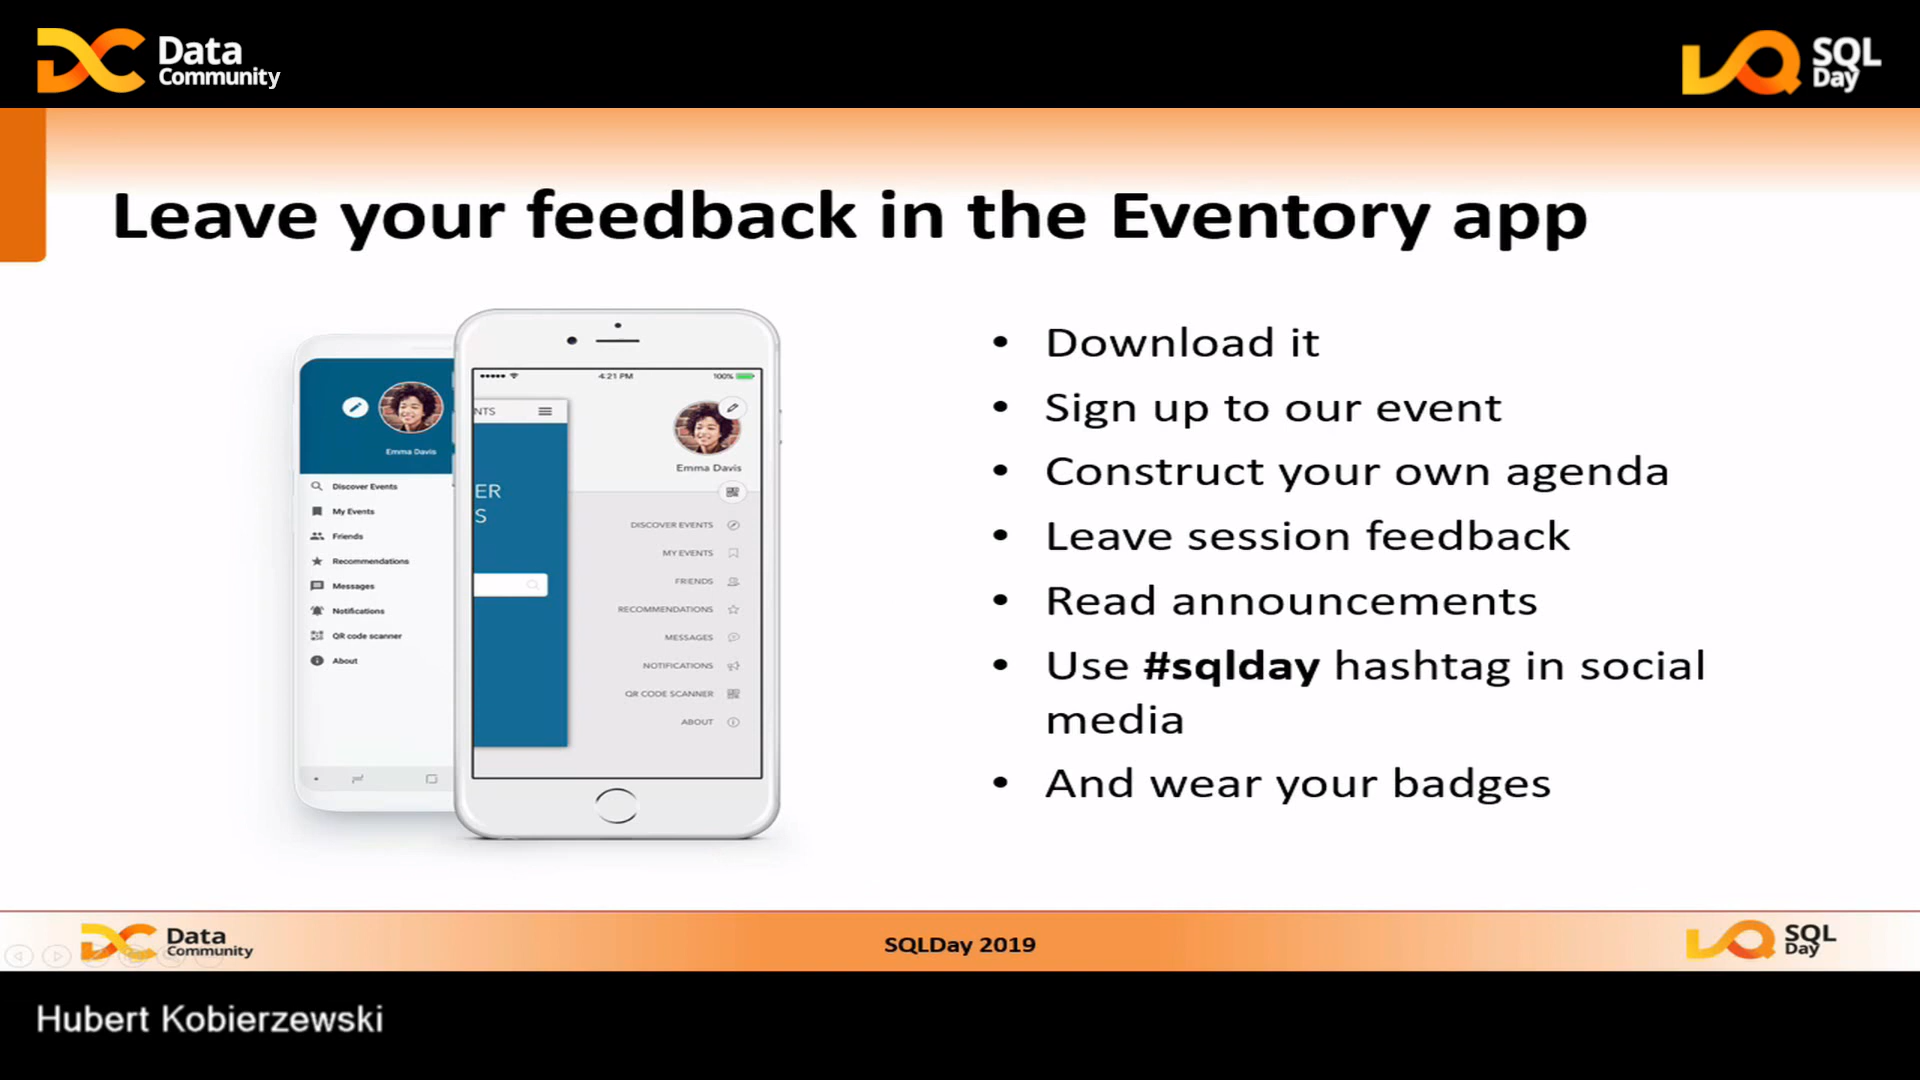 Data
Community
SQL
Day
Leave your feedback in the Eventory app
Emma Davis
Discover Events
My Events
Friends
Recommendations
Messages
Notifications
QR code scanner
About
4:21 PM
100%
NTS
ER
S
Emma Davis
DISCOVER EVENTS
MY EVENTS
FRIENDS
RECOMMENDATIONS
MESSAGES
NOTIFICATIONS
QR CODE SCANNER
ABOUT
• Download it
• Sign up to our event
• Construct your own agenda
• Leave session feedback
• Read announcements
• Use #sqlday hashtag in social
media
• And wear your badges
Data
Community
SQLDay 2019
SQL
Day
Hubert Kobierzewski